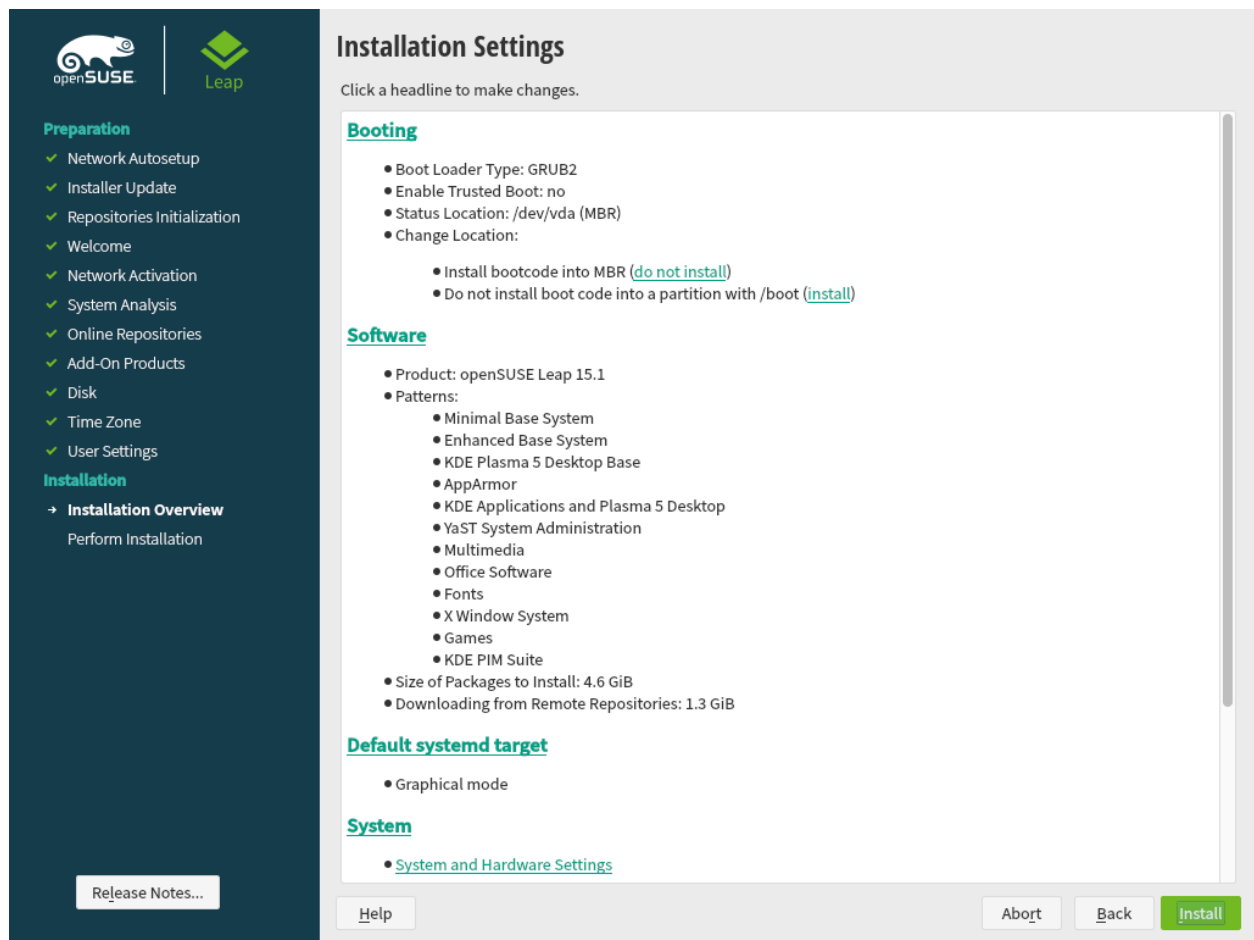 openSUSE.
Leap
Preparation
Network Autosetup
Installer Update
Repositories Initialization
Welcome
Network Activation
System Analysis
Online Repositories
Add-On Products
Disk
Time Zone
User Settings
Installation
Installation Overview
Perform Installation
Release Notes...
Installation Settings
Click a headline to make changes.
Booting
Boot Loader Type: GRUB2
Enable Trusted Boot: no
Status Location: /dev/vda (MBR)
Change Location:
Install bootcode into MBR (do not install)
Do not install boot code into a partition with /boot (install)
Software
Product: openSUSE Leap 15.1
Patterns:
Minimal Base System
Enhanced Base System
KDE Plasma 5 Desktop Base
AppArmor
KDE Applications and Plasma 5 Desktop
YaST System Administration
Multimedia
Office Software
Fonts
X Window System
Games
KDE PIM Suite
Size of Packages to Install: 4.6 GiB
Downloading from Remote Repositories: 1.3 GiB
Default systemd target
Graphical mode
System
System and Hardware Settings
Help
Abort
Back
Install